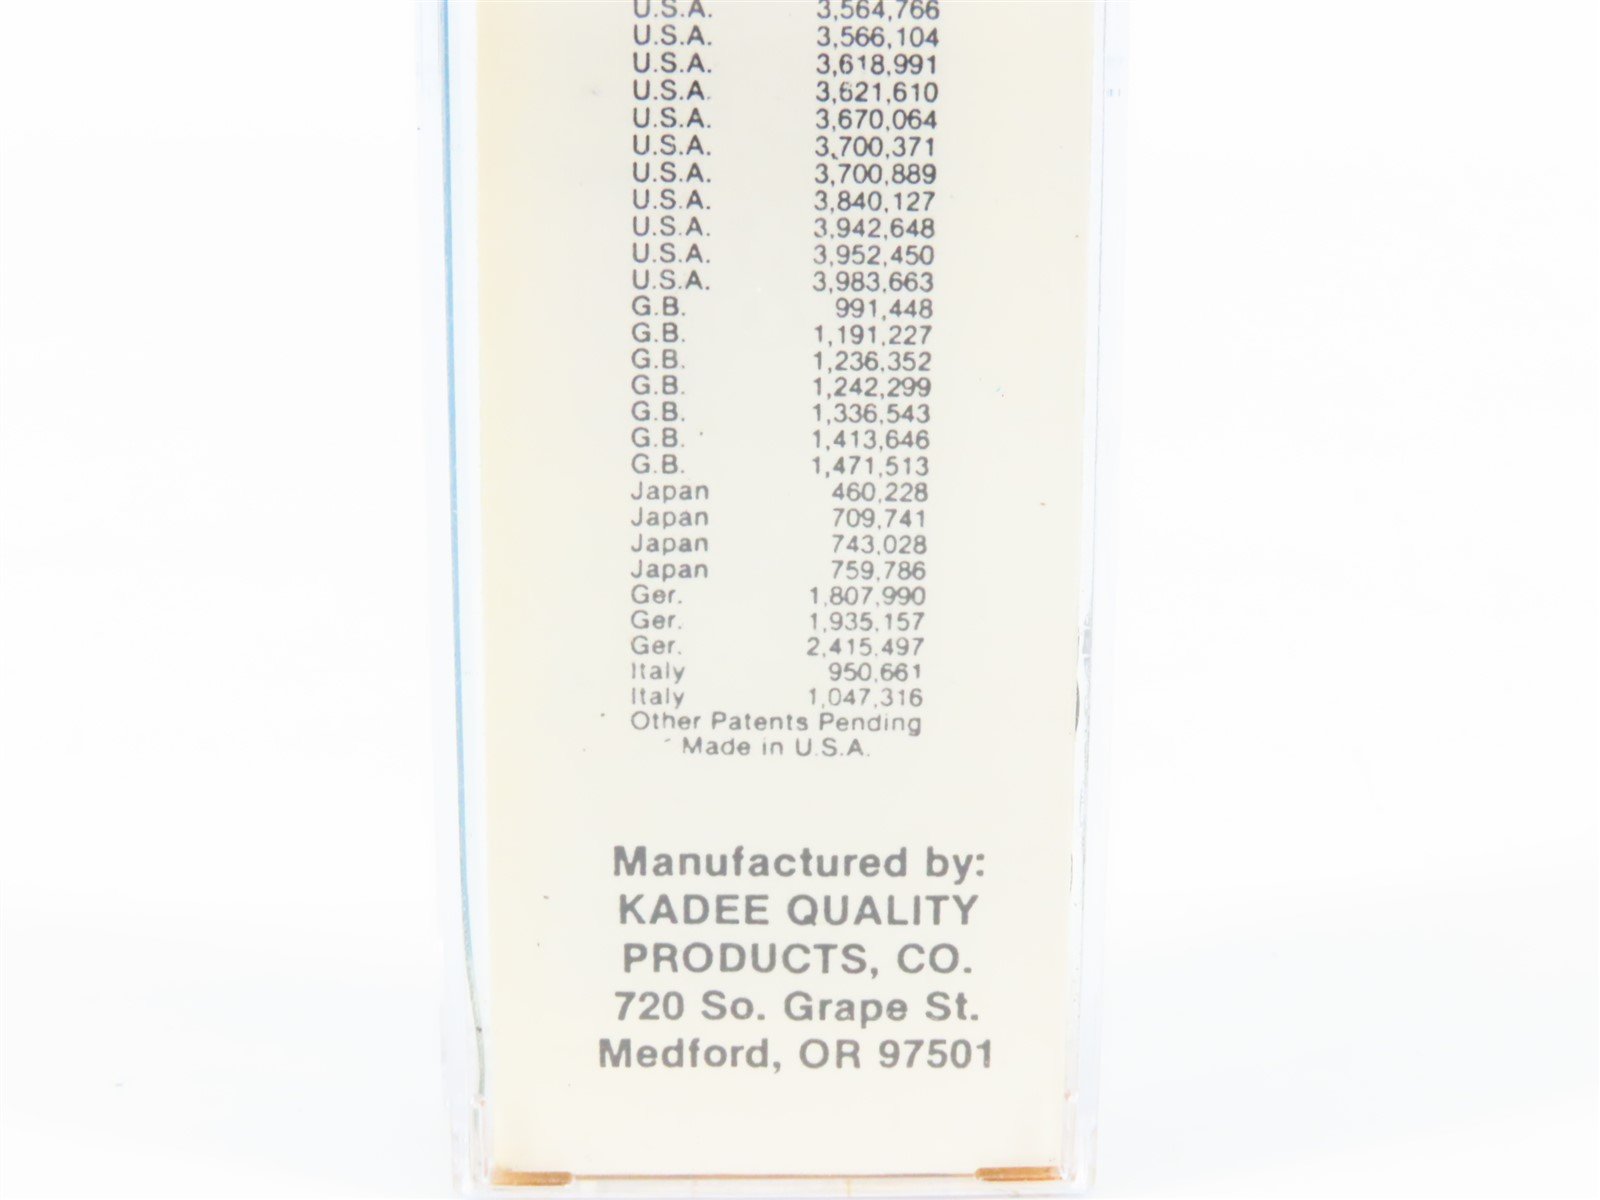 U.S.A. 3,564,766
U.S.A. 3,566,104
U.S.A. 3,618,991
U.S.A. 3,621,610
U.S.A. 3,670,064
U.S.A. 3,700,371
U.S.A. 3,700,889
U.S.A. 3,840,127
U.S.A. 3,942,648
U.S.A. 3,952,450
U.S.A. 3,983,663
G.B. 991,448
G.B. 1,191,227
G.B. 1,236,352
G.B. 1,242,299
G.B. 1,336,543
G.B. 1,413,646
G.B. 1,471,513
Japan 460,228
Japan 709,741
Japan 743,028
Japan 759,786
Ger. 1,807,990
Ger. 1,935,157
Ger. 2,415,497
Italy 950,661
Italy 1,047,316
Other Patents Pending
Made in U.S.A.
Manufactured by:
KADEE QUALITY
PRODUCTS, CO.
720 So. Grape St.
Medford, OR 97501